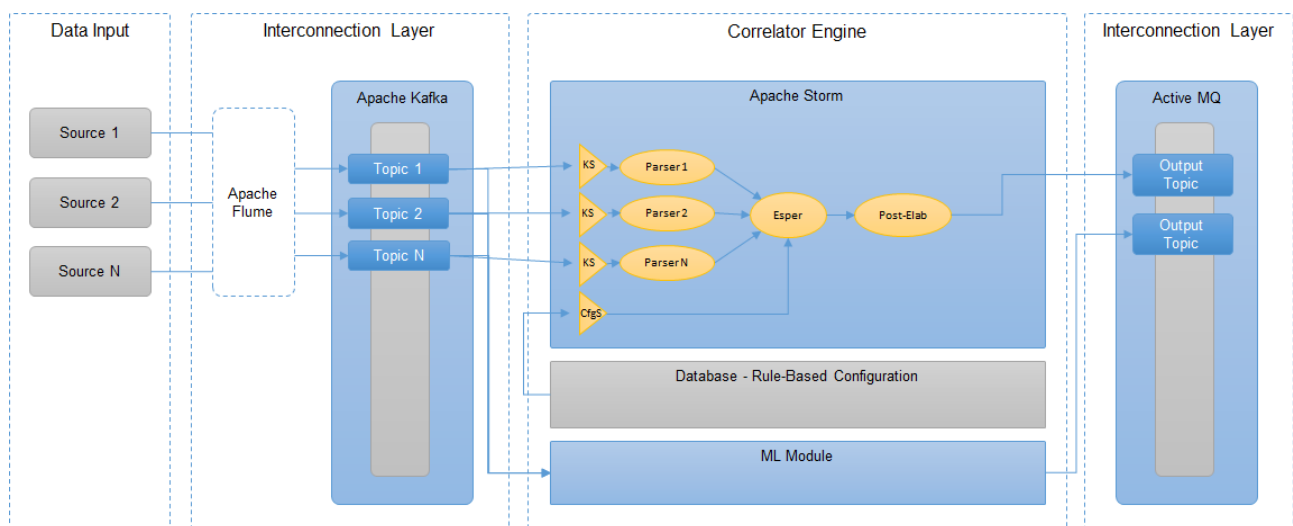 Data Input
Interconnection Layer
Correlator Engine
Interconnection Layer
Source 1
Source 2
Source N
Apache
Flume
Apache Kafka
Topic 1
Topic 2
Topic N
Apache Storm
KS
Parser 1
KS
Parser 2
KS
Parser N
CfgS
Esper
Post-Elab
Database - Rule-Based Configuration
ML Module
Active MQ
Output
Topic
Output
Topic